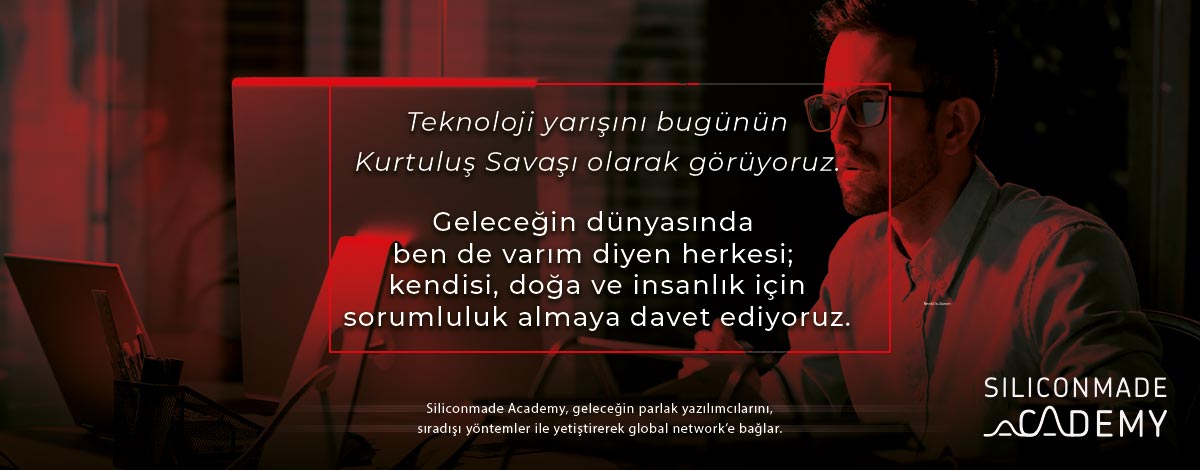 Teknoloji yarışını bugünün
Kurtuluş Savaşı olarak görüyoruz.
Geleceğin dünyasında
ben de varım diyen herkesi;
kendisi, doğa ve insanlık için
sorumluluk almaya davet ediyoruz.
Siliconmade Academy, geleceğin parlak yazılımcılarını,
sıradışı yöntemler ile yetiştirerek global network’e bağlar.
SILICONMADE
ACADEMY